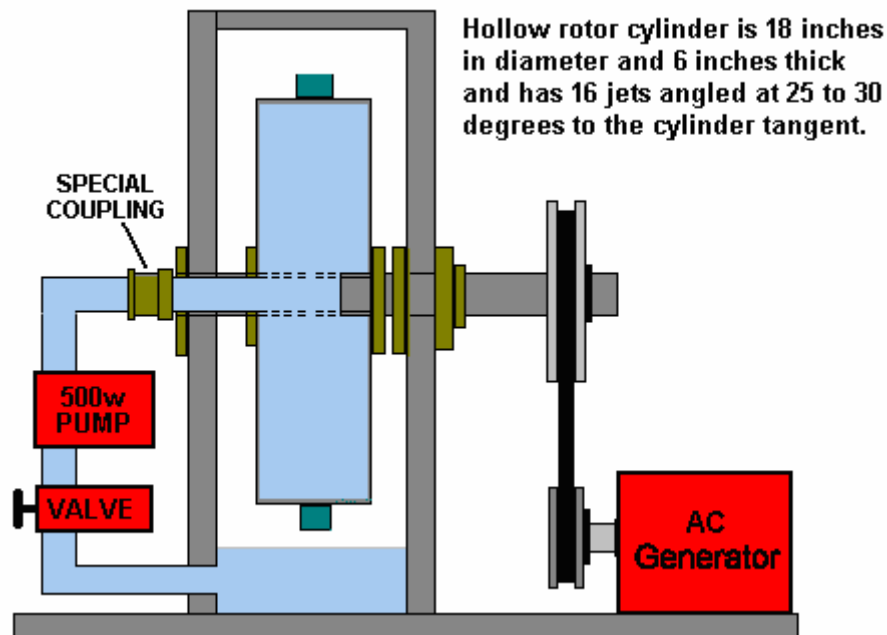 Hollow rotor cylinder is 18 inches
in diameter and 6 inches thick
and has 16 jets angled at 25 to 30
degrees to the cylinder tangent.
SPECIAL
COUPLING
500w
PUMP
VALVE
AC
Generator